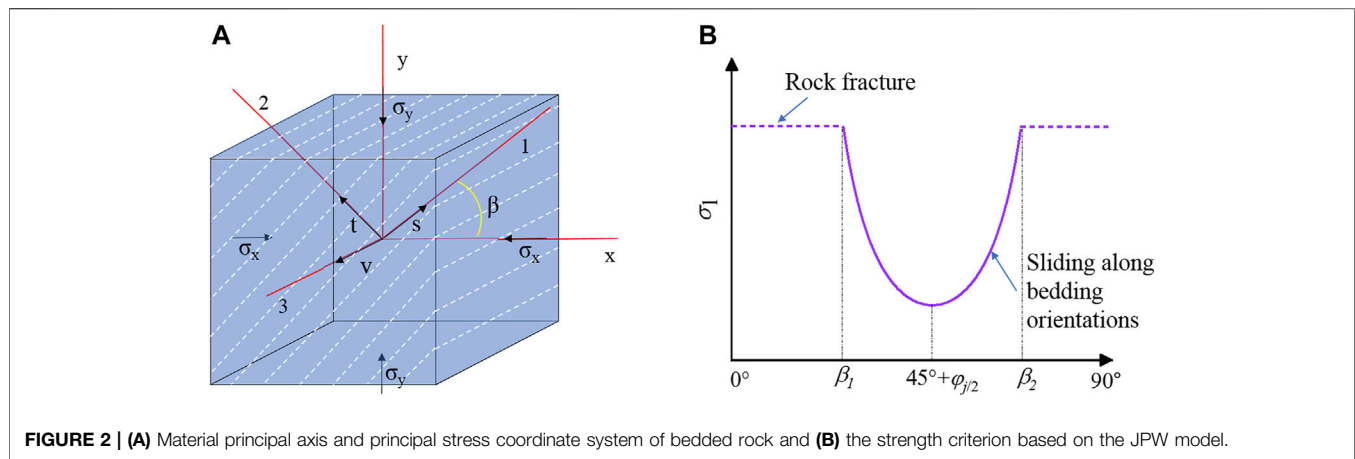 A
y
2
σy
1
β
t
s
σx
σx
x
v
3
σy
B
Rock fracture
σ1
Sliding along
bedding
orientations
0°
β1
45°+φj/2
β2
90°
FIGURE 2 | (A) Material principal axis and principal stress coordinate system of bedded rock and (B) the strength criterion based on the JPW model.